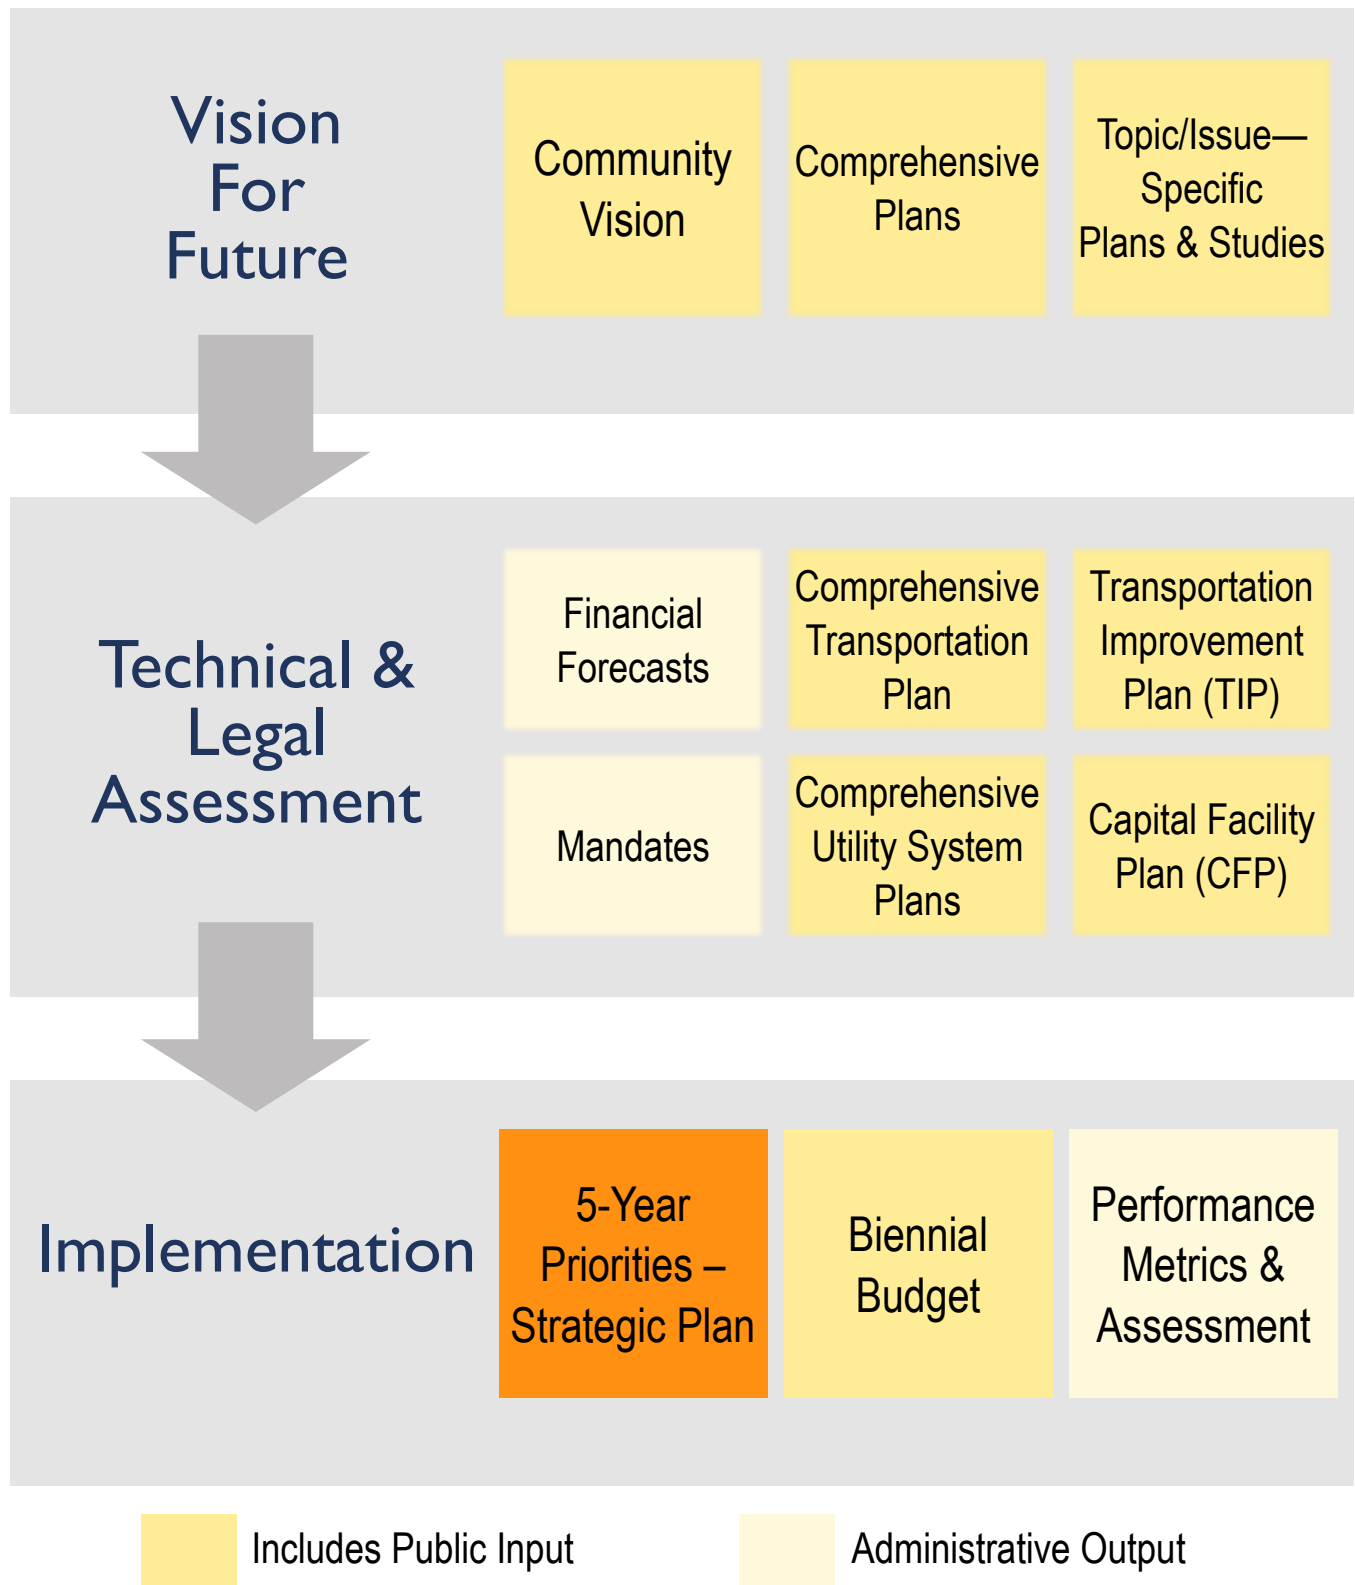 Vision
For
Future
Community
Vision
Comprehensive
Plans
Topic/Issue—
Specific
Plans & Studies
Technical &
Legal
Assessment
Financial
Forecasts
Comprehensive
Transportation
Plan
Transportation
Improvement
Plan (TIP)
Mandates
Comprehensive
Utility System
Plans
Capital Facility
Plan (CFP)
Implementation
5-Year
Priorities –
Strategic Plan
Biennial
Budget
Performance
Metrics &
Assessment
Includes Public Input
Administrative Output